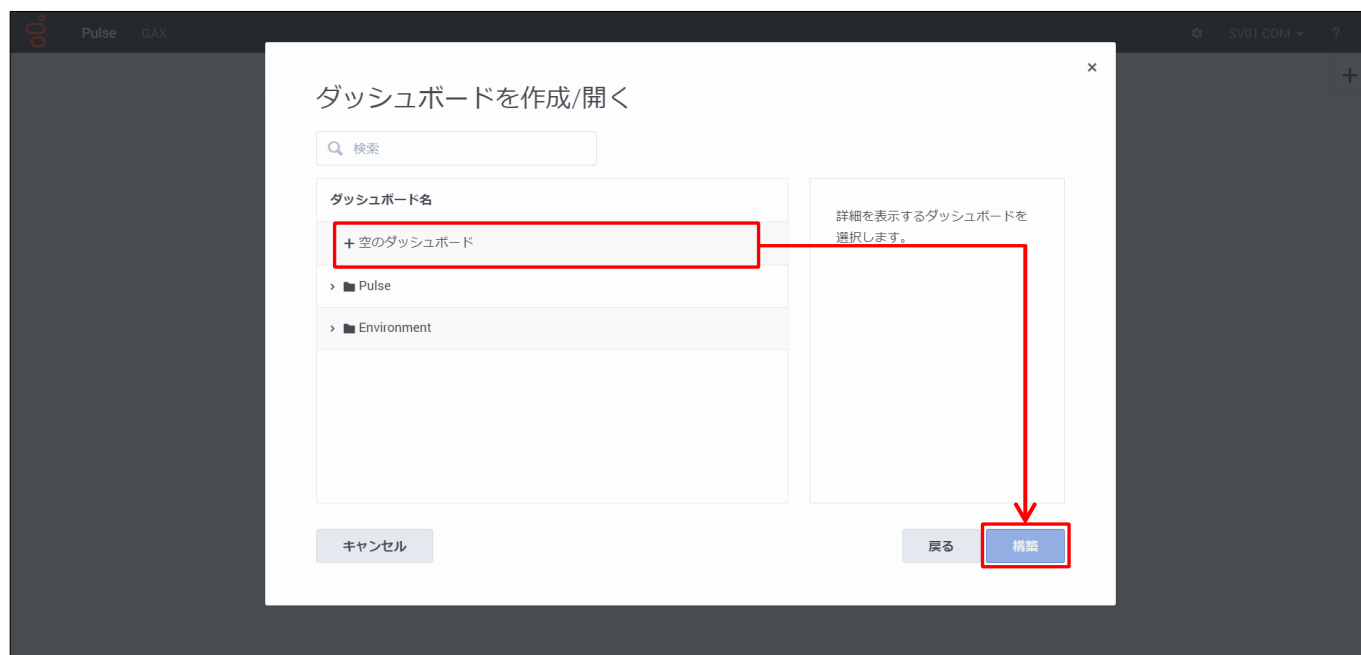 Pulse GAX SV01 COM ?
×
ダッシュボードを作成/開く
検索
ダッシュボード名
+ 空のダッシュボード
> Pulse
> Environment
詳細を表示するダッシュボードを
選択します。
キャンセル 戻る 構築